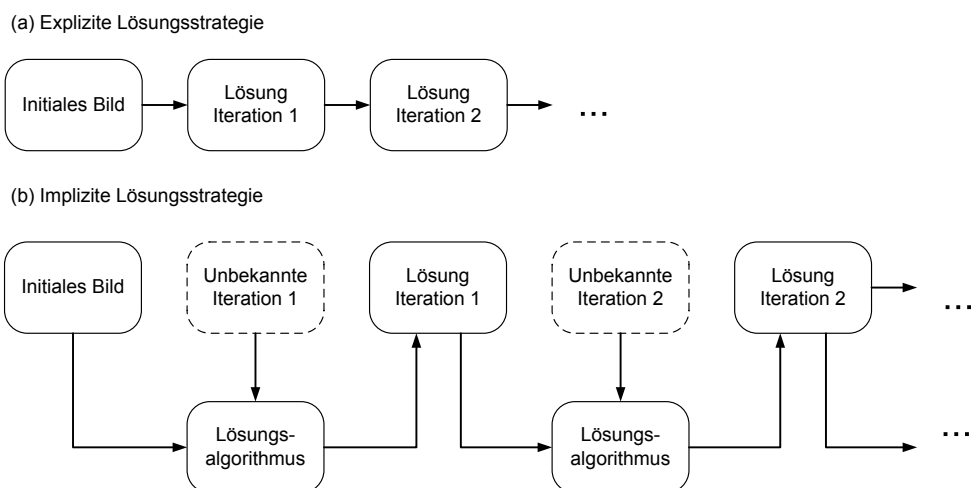 (a) Explizite Lösungsstrategie
Initiales Bild
Lösung
Iteration 1
Lösung
Iteration 2
...
(b) Implizite Lösungsstrategie
Initiales Bild
Unbekannte
Iteration 1
Lösung
Iteration 1
Unbekannte
Iteration 2
Lösung
Iteration 2
...
Lösungs-
algorithmus
Lösungs-
algorithmus
...